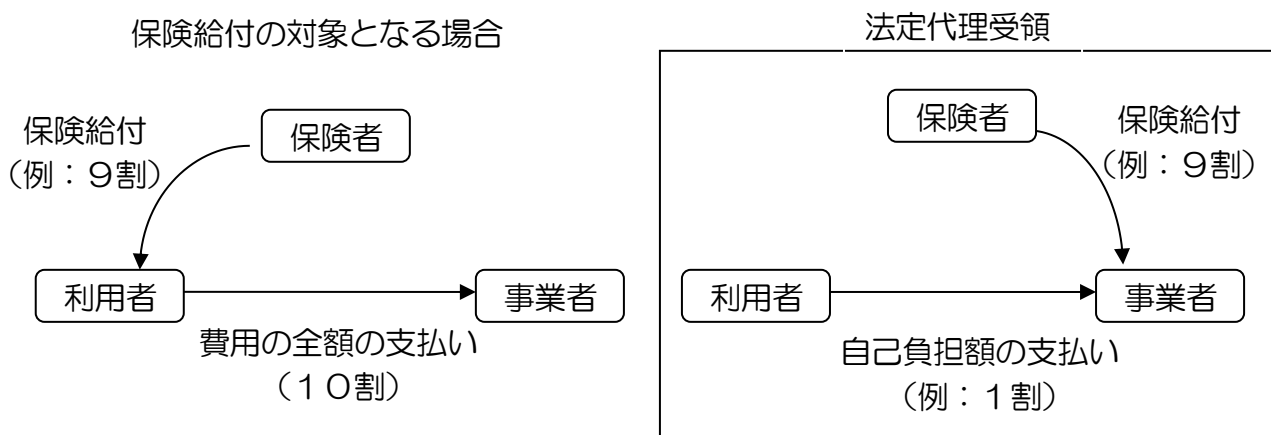 保険給付の対象となる場合
保険給付
（例：９割）
保険者
利用者
事業者
費用の全額の支払い
（１０割）
法定代理受領
保険者
保険給付
（例：９割）
利用者
事業者
自己負担額の支払い
（例：１割）